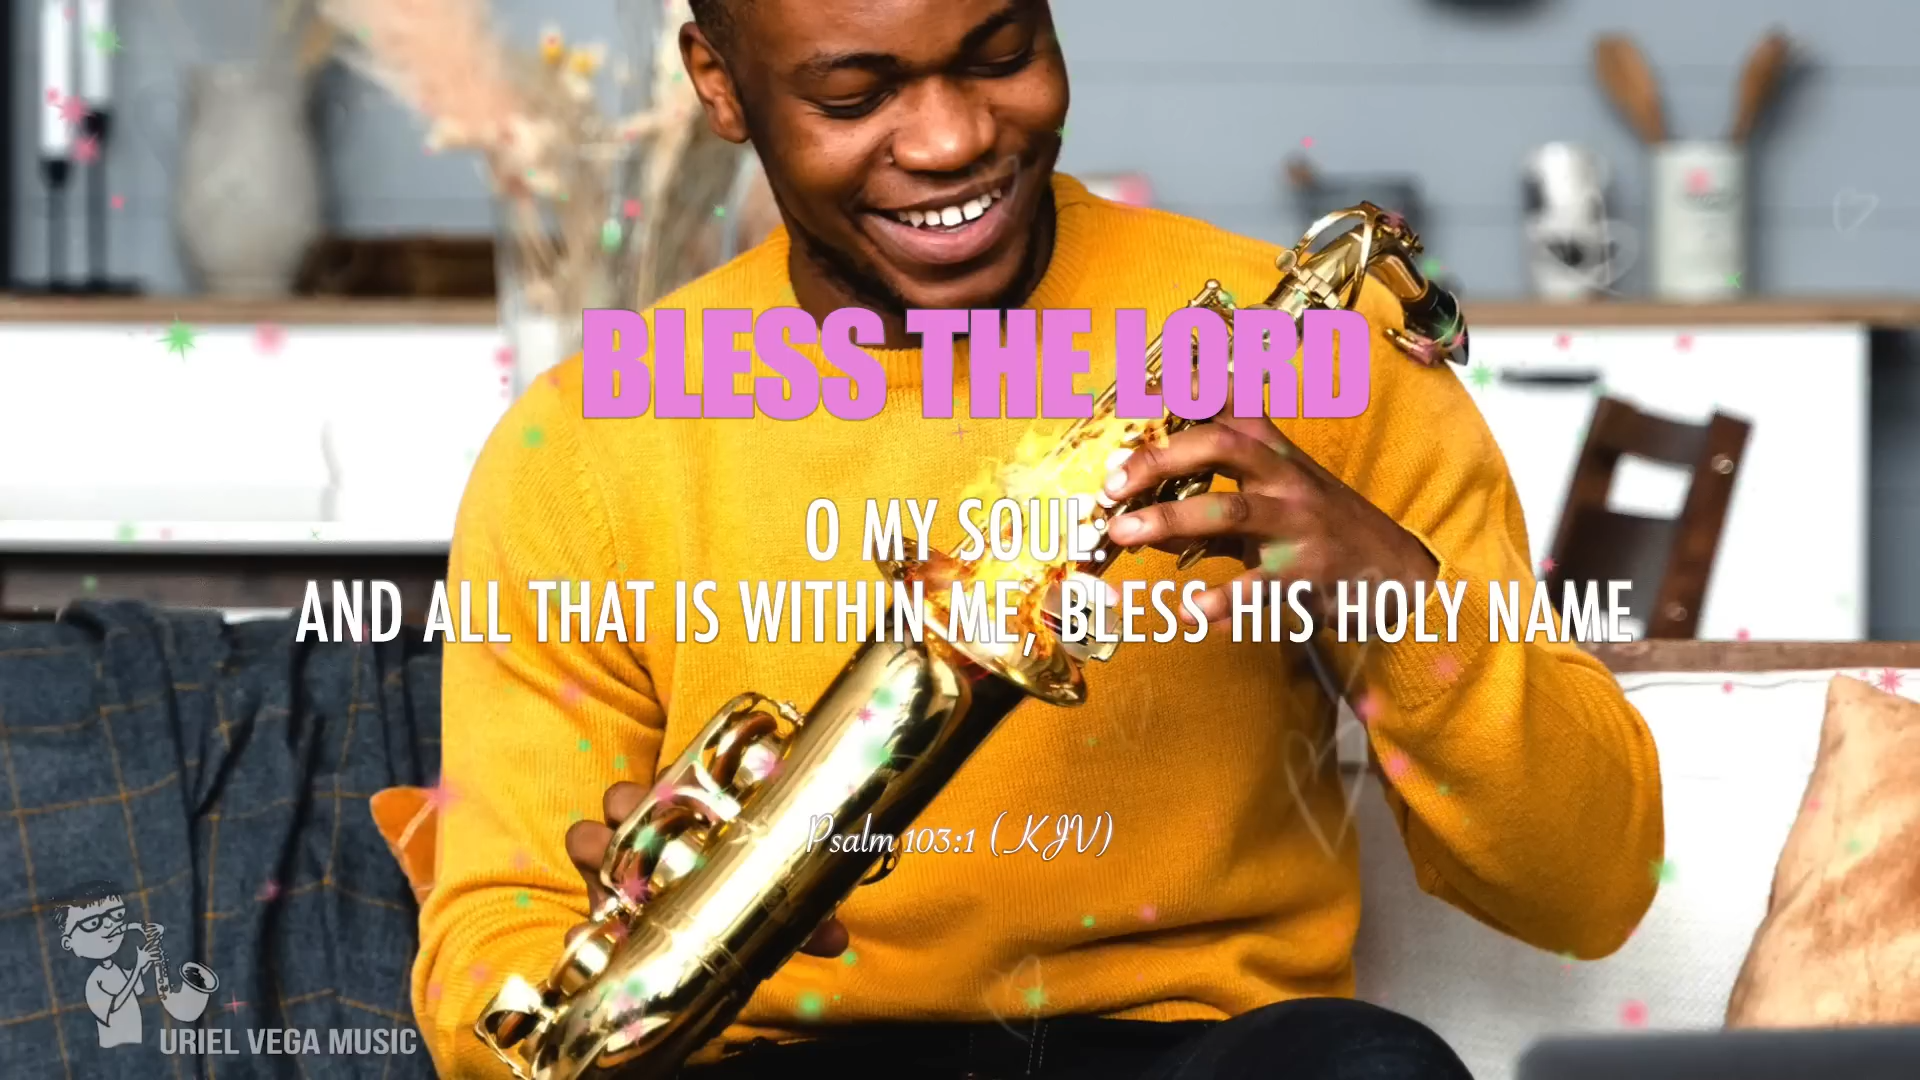 BLESS THE LORD
O MY SOUL:
AND ALL THAT IS WITHIN ME, BLESS HIS HOLY NAME
Psalm 103:1 (KJV)
URIEL VEGA MUSIC